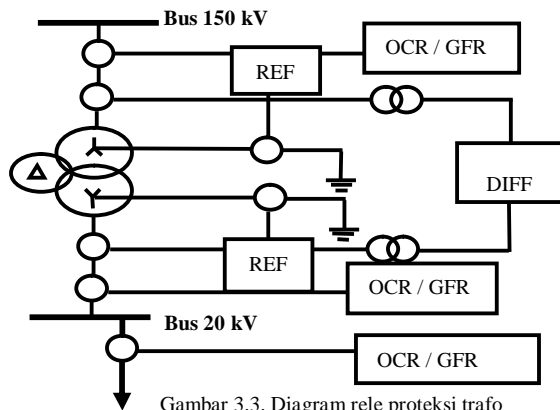 Bus 150 kV
OCR / GFR
REF
DIFF
REF
OCR / GFR
Bus 20 kV
OCR / GFR
Gambar 3.3. Diagram rele proteksi trafo